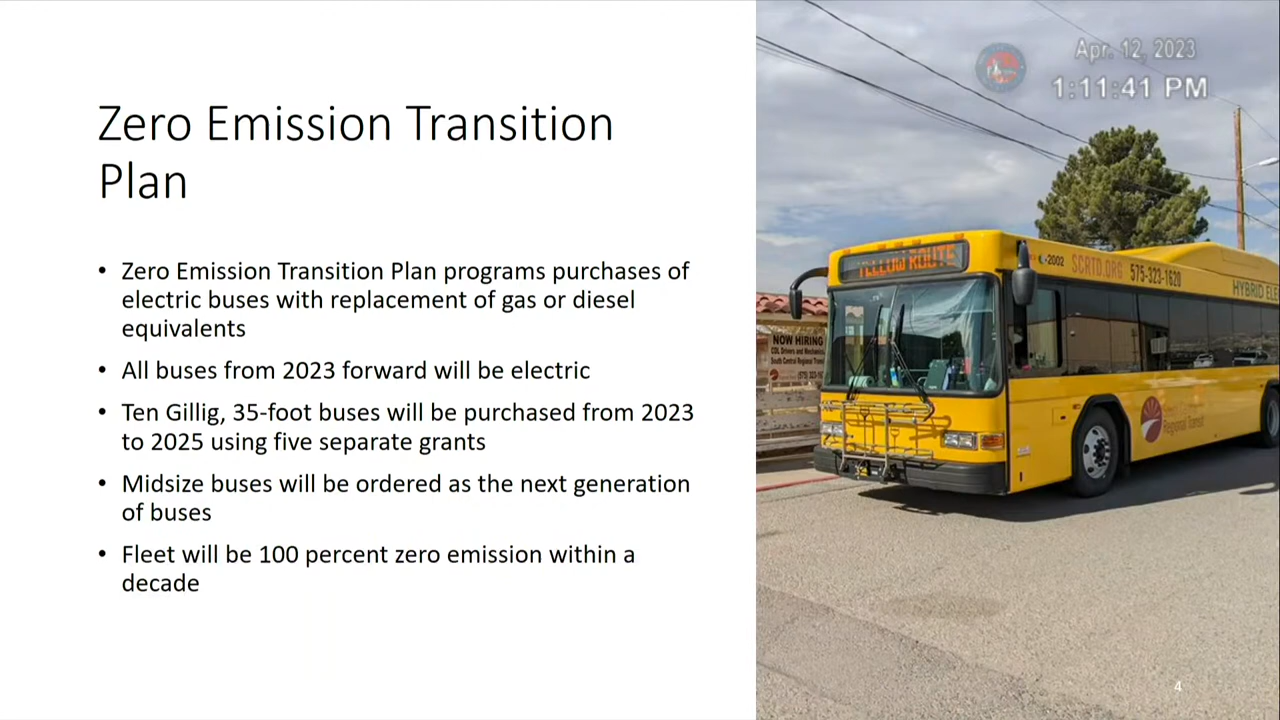 Zero Emission Transition
Plan
• Zero Emission Transition Plan programs purchases of
electric buses with replacement of gas or diesel
equivalents
• All buses from 2023 forward will be electric
• Ten Gillig, 35-foot buses will be purchased from 2023
to 2025 using five separate grants
• Midsize buses will be ordered as the next generation
of buses
• Fleet will be 100 percent zero emission within a
decade
Apr. 12, 2023
1:11:41 PM
YELLOW ROUTE
2002 SCRTD.ORG 575-323-1620
HYBRID ELE
NOW HIRING
CDL Drivers and Mechanics
South Central Regional Transit
Regional Transit
4